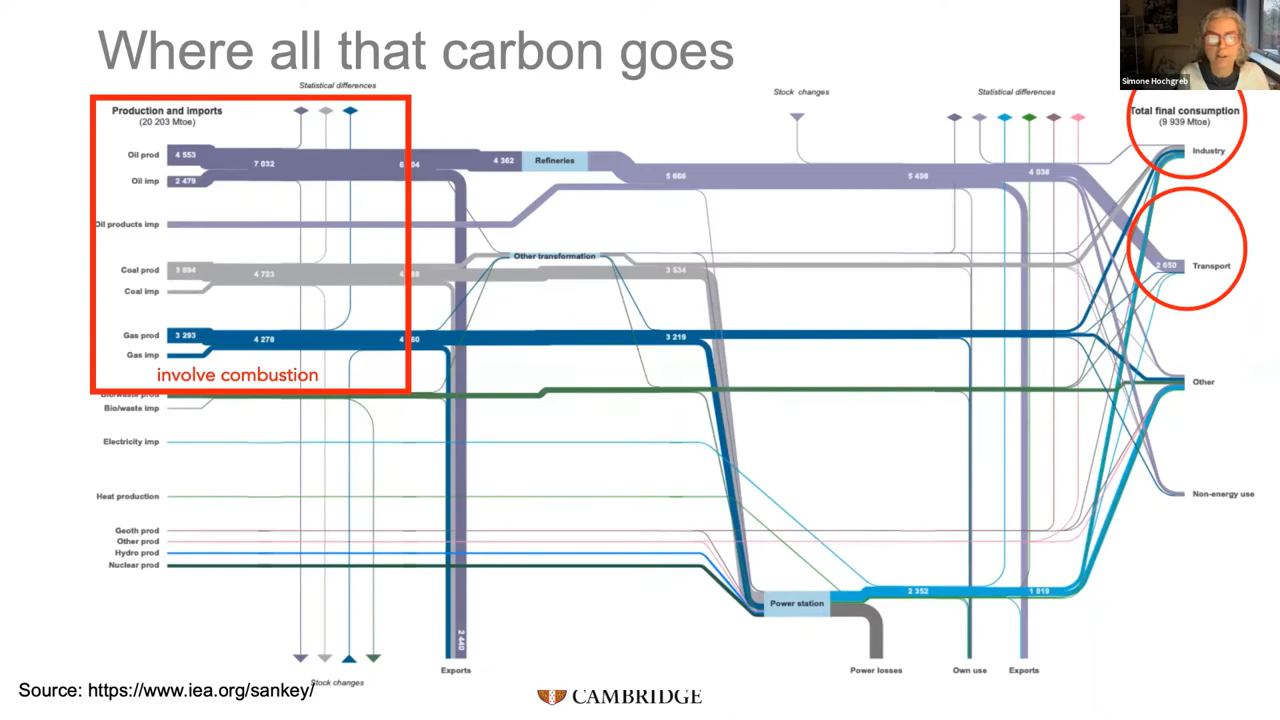 Where all that carbon goes
Simone Hochgreb
Statistical differences
Stock changes
Statistical differences
Production and imports
(20 203 Mtoe)
Total final consumption
(9 939 Mtoe)
Oil prod
4 553
7 032
4 362
Refineries
5 666
5 498
4 038
Industry
Oil imp
2 479
Oil products imp
Other transformation
Coal prod
3 894
4 723
3 534
2 650
Transport
Coal imp
Gas prod
3 293
4 278
3 219
Gas imp
involve combustion
Other
Bio/waste prod
Bio/waste imp
Electricity imp
Heat production
Non-energy use
Geoth prod
Other prod
Hydro prod
Nuclear prod
Power station
2 352
1 919
2 440
Exports
Power losses
Own use
Exports
Stock changes
Source: https://www.iea.org/sankey/
CAMBRIDGE